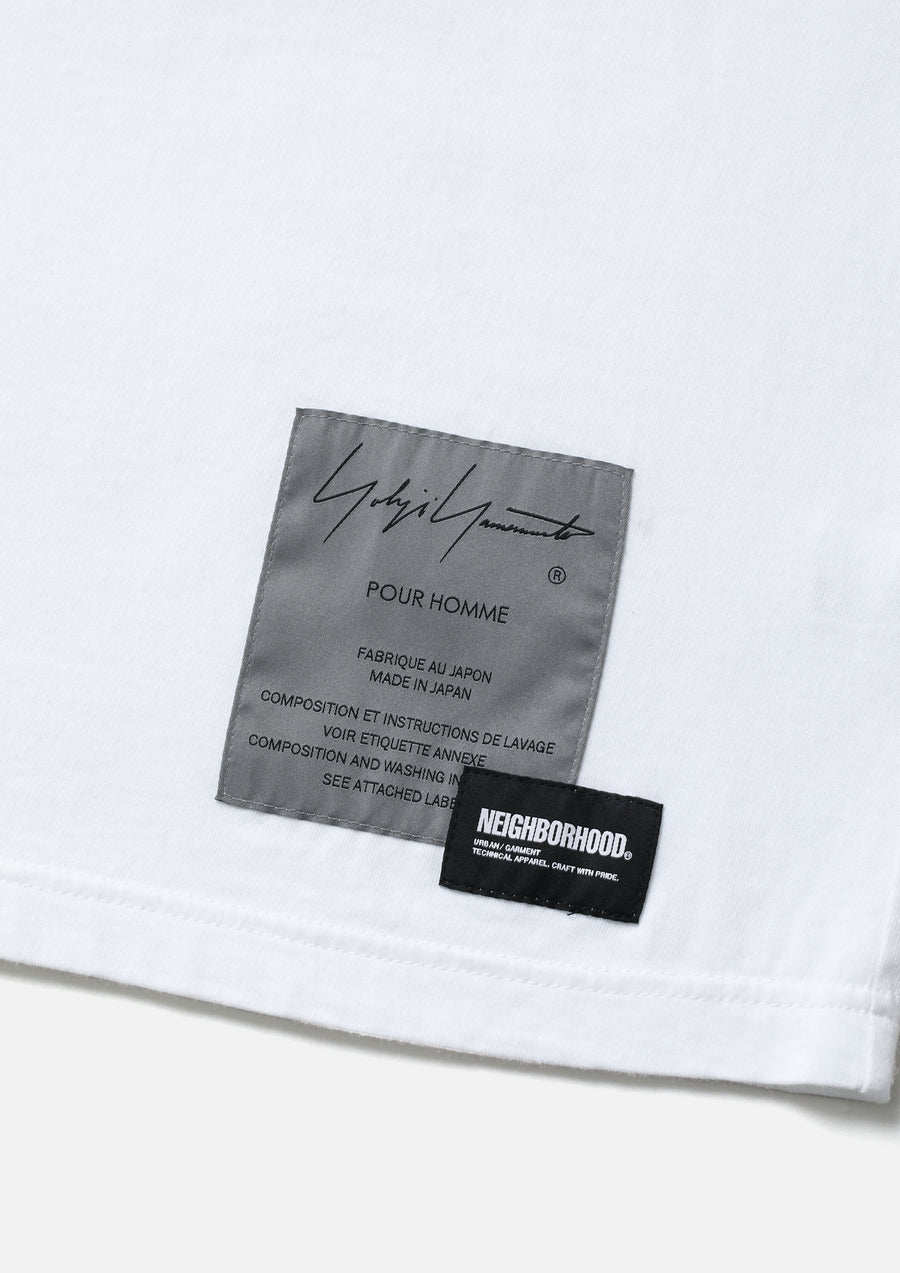 Yohji Yamamoto
®
POUR HOMME
FABRIQUE AU JAPON
MADE IN JAPAN
COMPOSITION ET INSTRUCTIONS DE LAVAGE
VOIR ETIQUETTE ANNEXE
COMPOSITION AND WASHING IN
SEE ATTACHED LABE
NEIGHBORHOOD®
URBAN / GARMENT
TECHNICAL APPAREL. CRAFT WITH PRIDE.